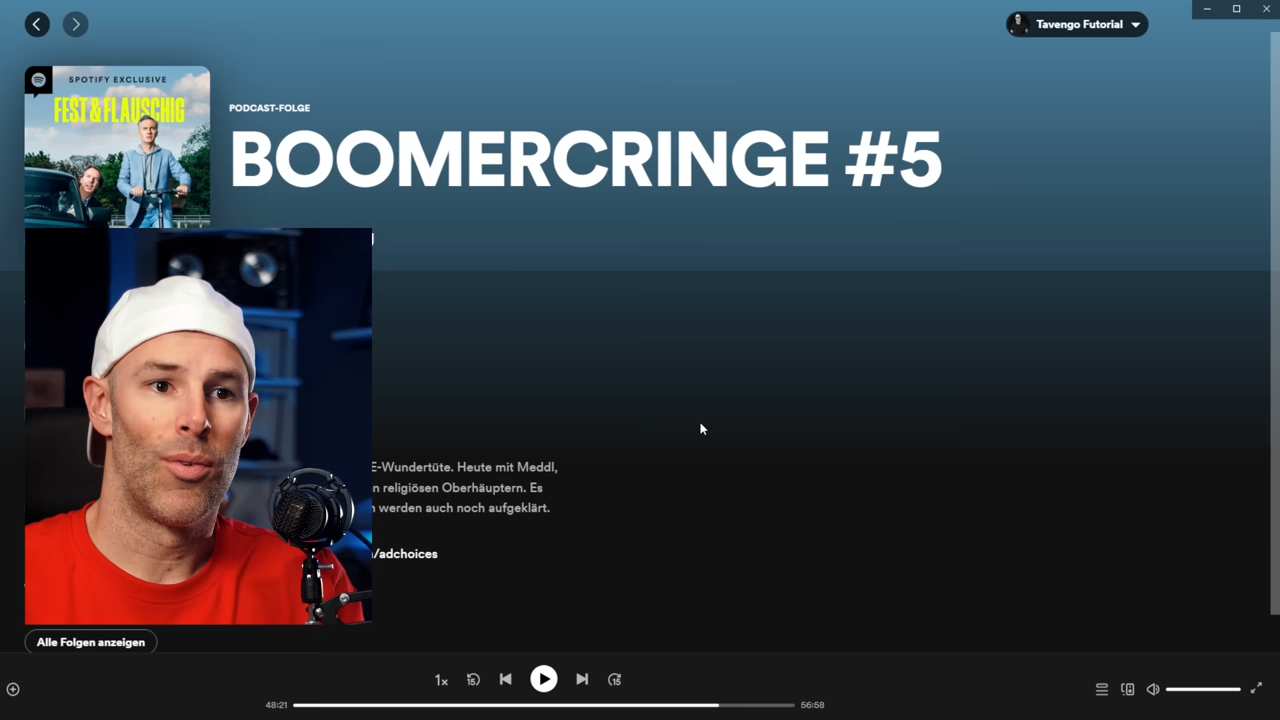 Tavengo Futorial
SPOTIFY EXCLUSIVE
FEST & FLAUSCHIG
PODCAST-FOLGE
BOOMERCRINGE #5
E-Wundertüte. Heute mit Meddl,
n religiösen Oberhäuptern. Es
werden auch noch aufgeklärt.
/adchoices
Alle Folgen anzeigen
1x
15
15
48:21
56:58